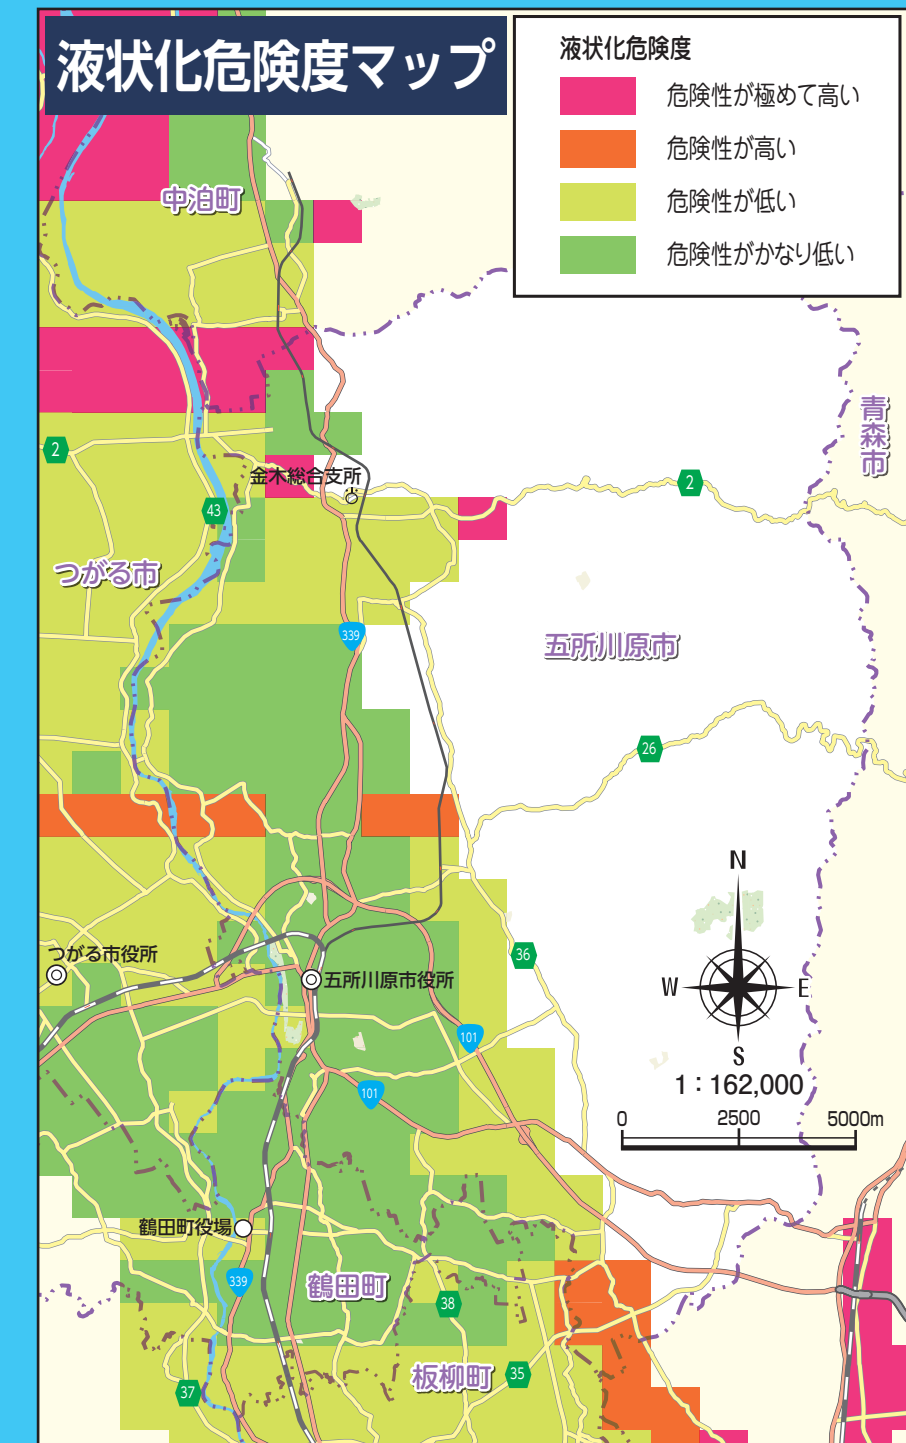 液状化危険度マップ
液状化危険度
危険性が極めて高い
危険性が高い
危険性が低い
危険性がかなり低い
中泊町
青森市
2
金木総合支所
2
43
つがる市
339
五所川原市
26
N
つがる市役所
36
五所川原市役所
W
E
101
S
1：162,000
101
0
2500
5000m
鶴田町役場
339
鶴田町
38
板柳町
35
37